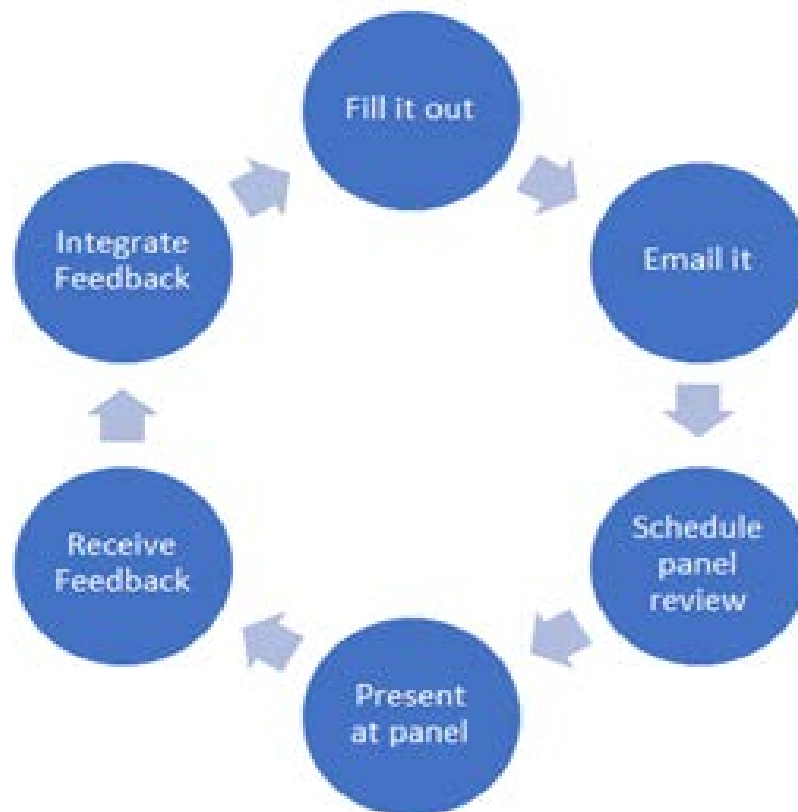 Fill it out
Email it
Schedule
panel
review
Present
at panel
Receive
Feedback
Integrate
Feedback